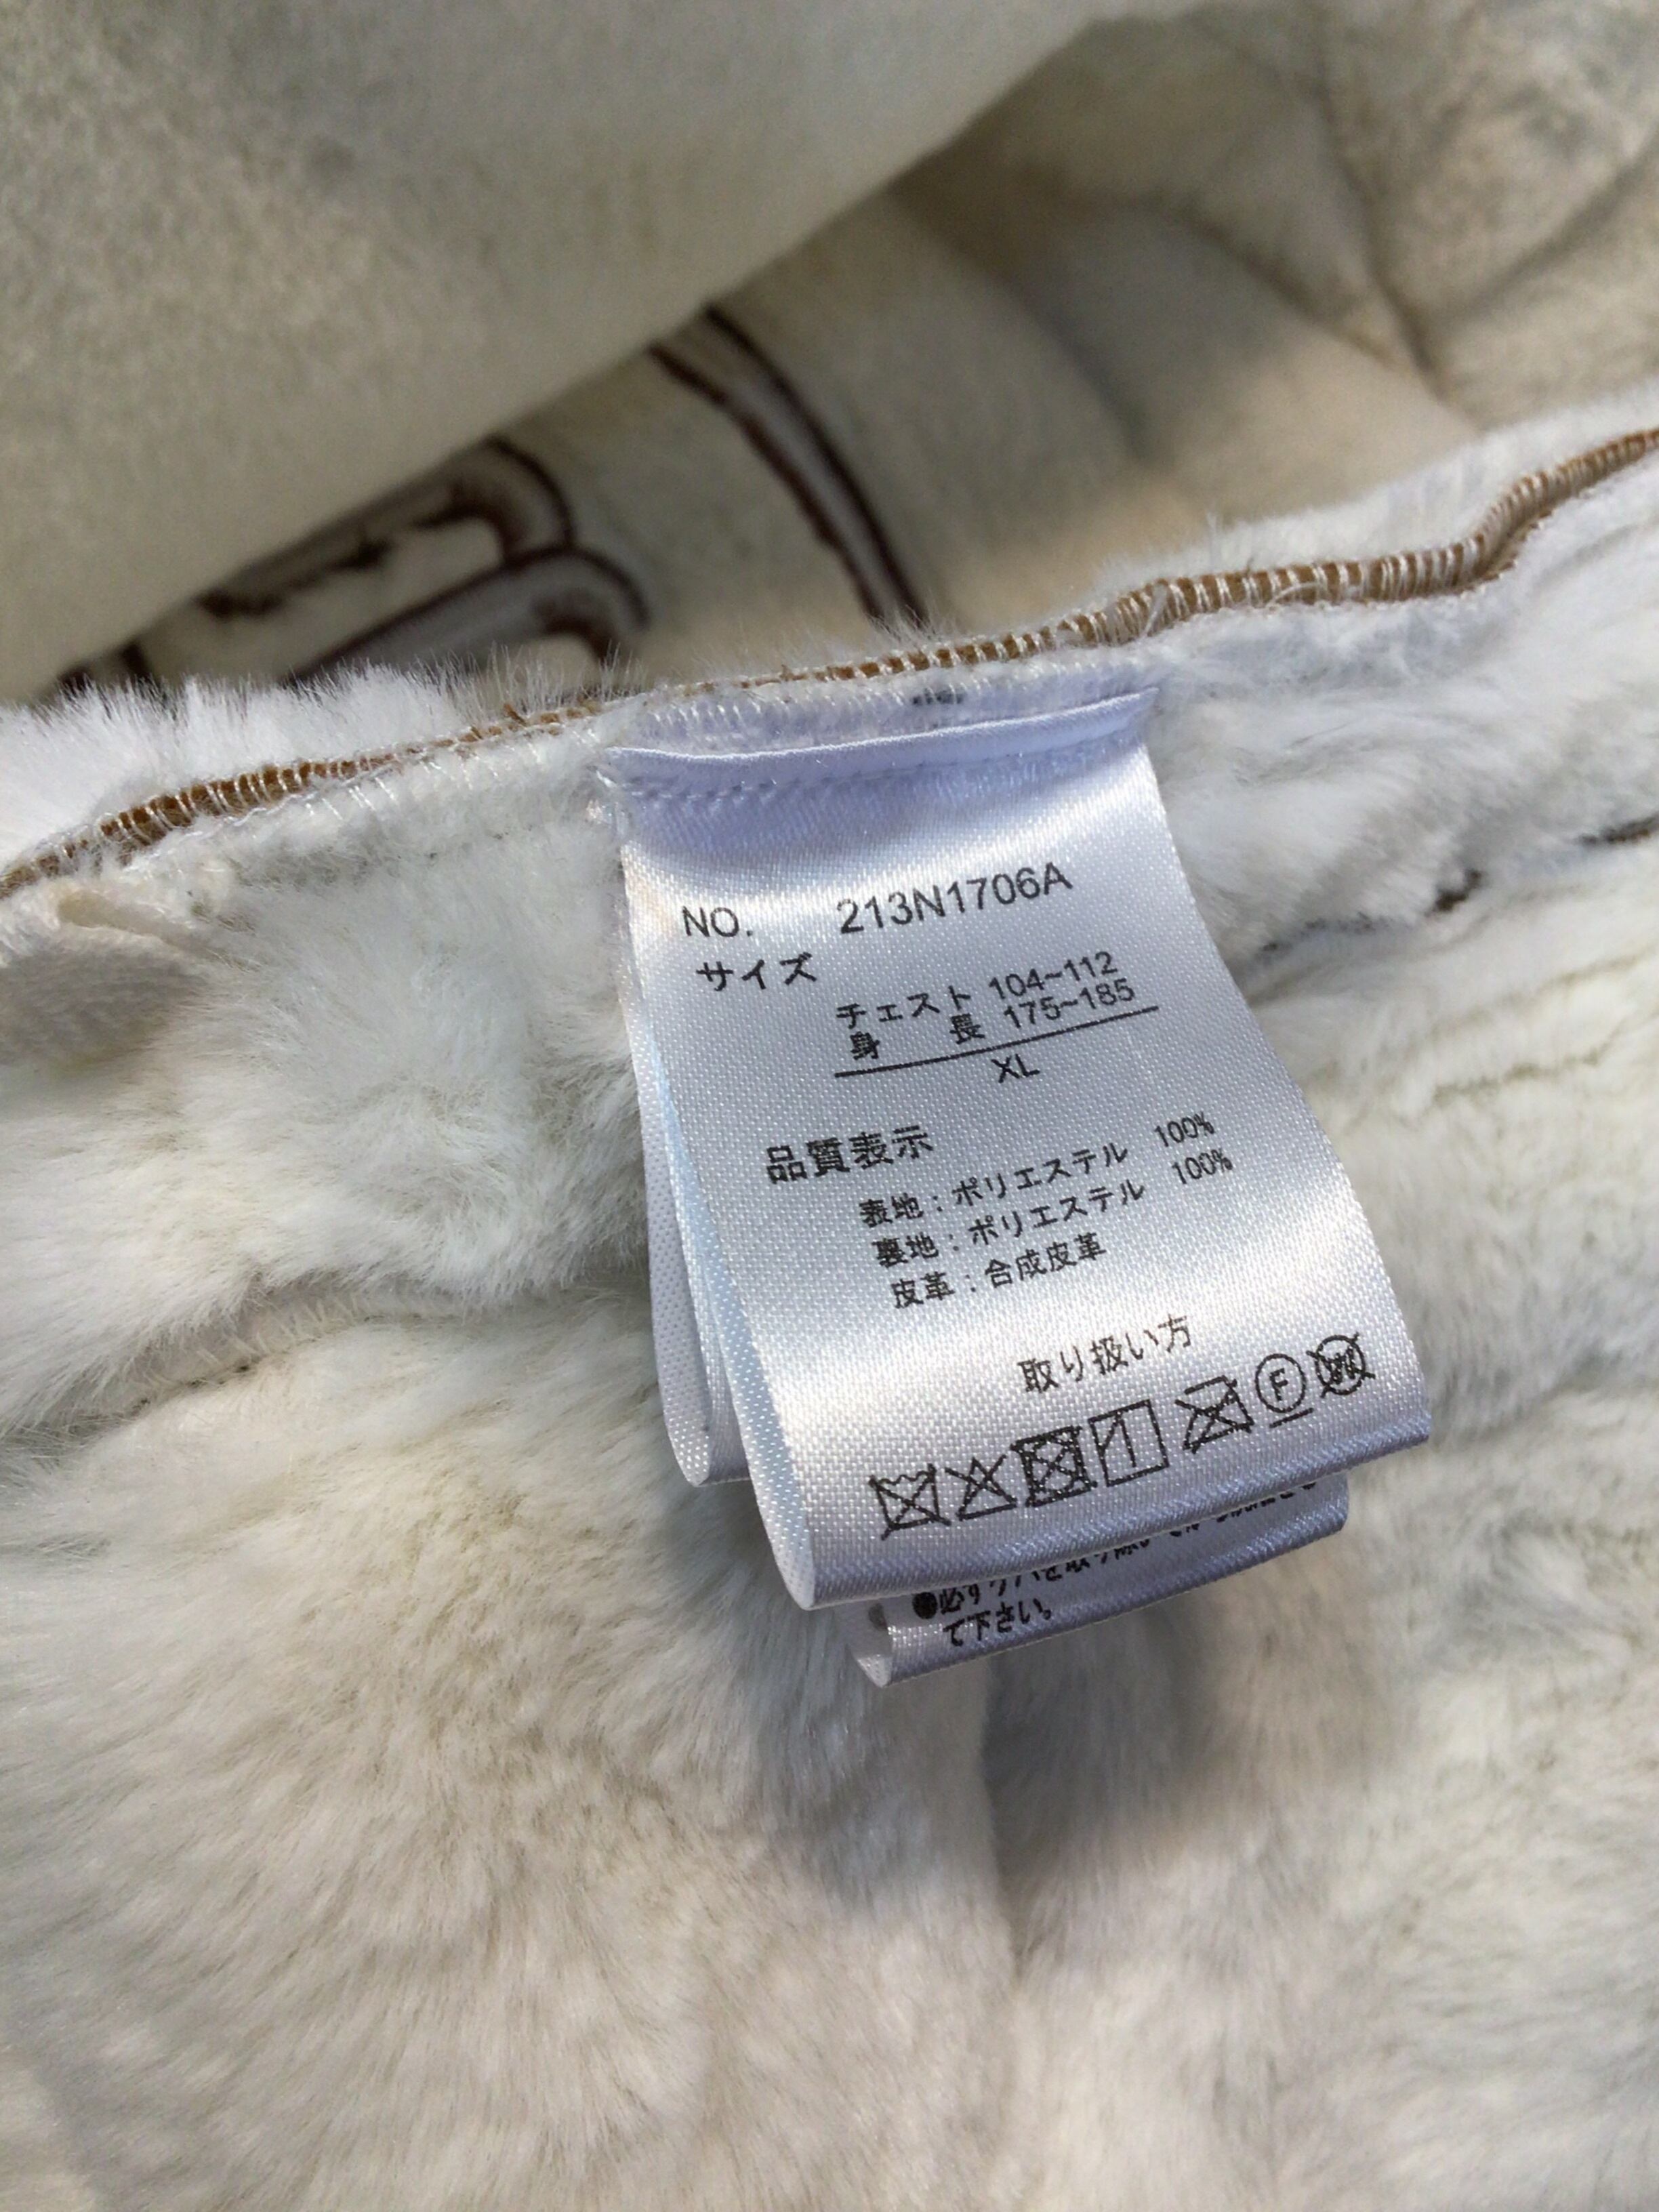 NO. 213N1706A
サイズ
チェスト 104~112
身 長 175~185
XL
品質表示
表地：ポリエステル 100%
裏地：ポリエステル 100%
皮革：合成皮革
取り扱い方
F
W
て下さい。